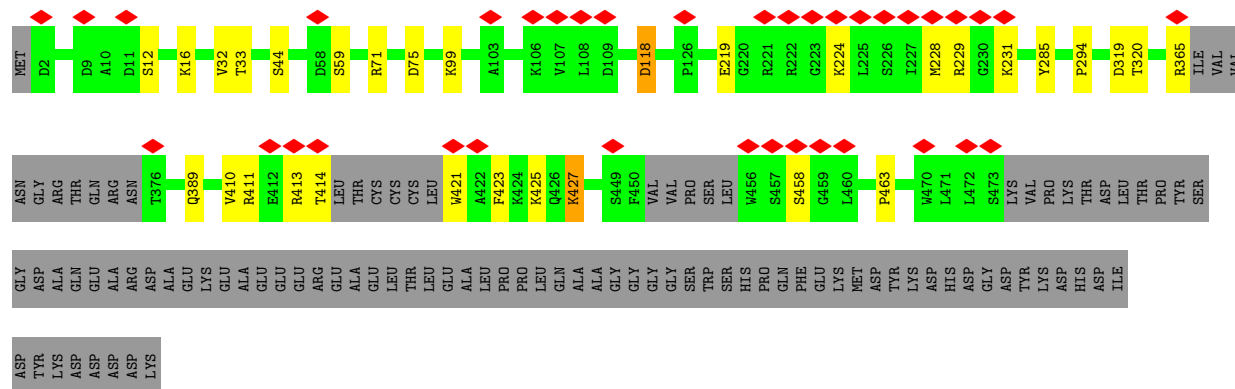 MET D2 D9 A10 D11 S12 K16 V32 T33 S44 D58 S59 R71 D75 K99 A103 K106 V107 L108 D109 D118 P126 E219 G220 R221 R222 G223 K224 L225 S226 I227 M228 R229 G230 K231 Y285 P294 D319 T320 R365 ILE VAL VAL
ASN GLY ARG THR GLN ARG ASN T376 Q389 V410 R411 E412 R413 T414 LEU THR CYS CYS CYS LEU W421 A422 F423 K424 K425 Q426 K427 S449 F450 VAL VAL PRO SER LEU W456 S457 S458 G459 L460 P463 W470 L471 L472 S473 LYS VAL PRO LYS THR ASP LEU THR PRO TYR SER
GLY ASP ALA GLN GLU ALA ARG ASP ALA GLU LYS GLU ALA GLU GLU GLU ARG GLU ALA GLU LEU THR LEU GLU ALA LEU PRO PRO LEU GLN ALA ALA GLY GLY GLY GLY SER TRP SER HIS PRO GLN PHE GLU LYS MET ASP TYR LYS ASP HIS ASP GLY ASP TYR LYS ASP HIS ASP ILE
ASP TYR LYS ASP ASP ASP ASP LYS